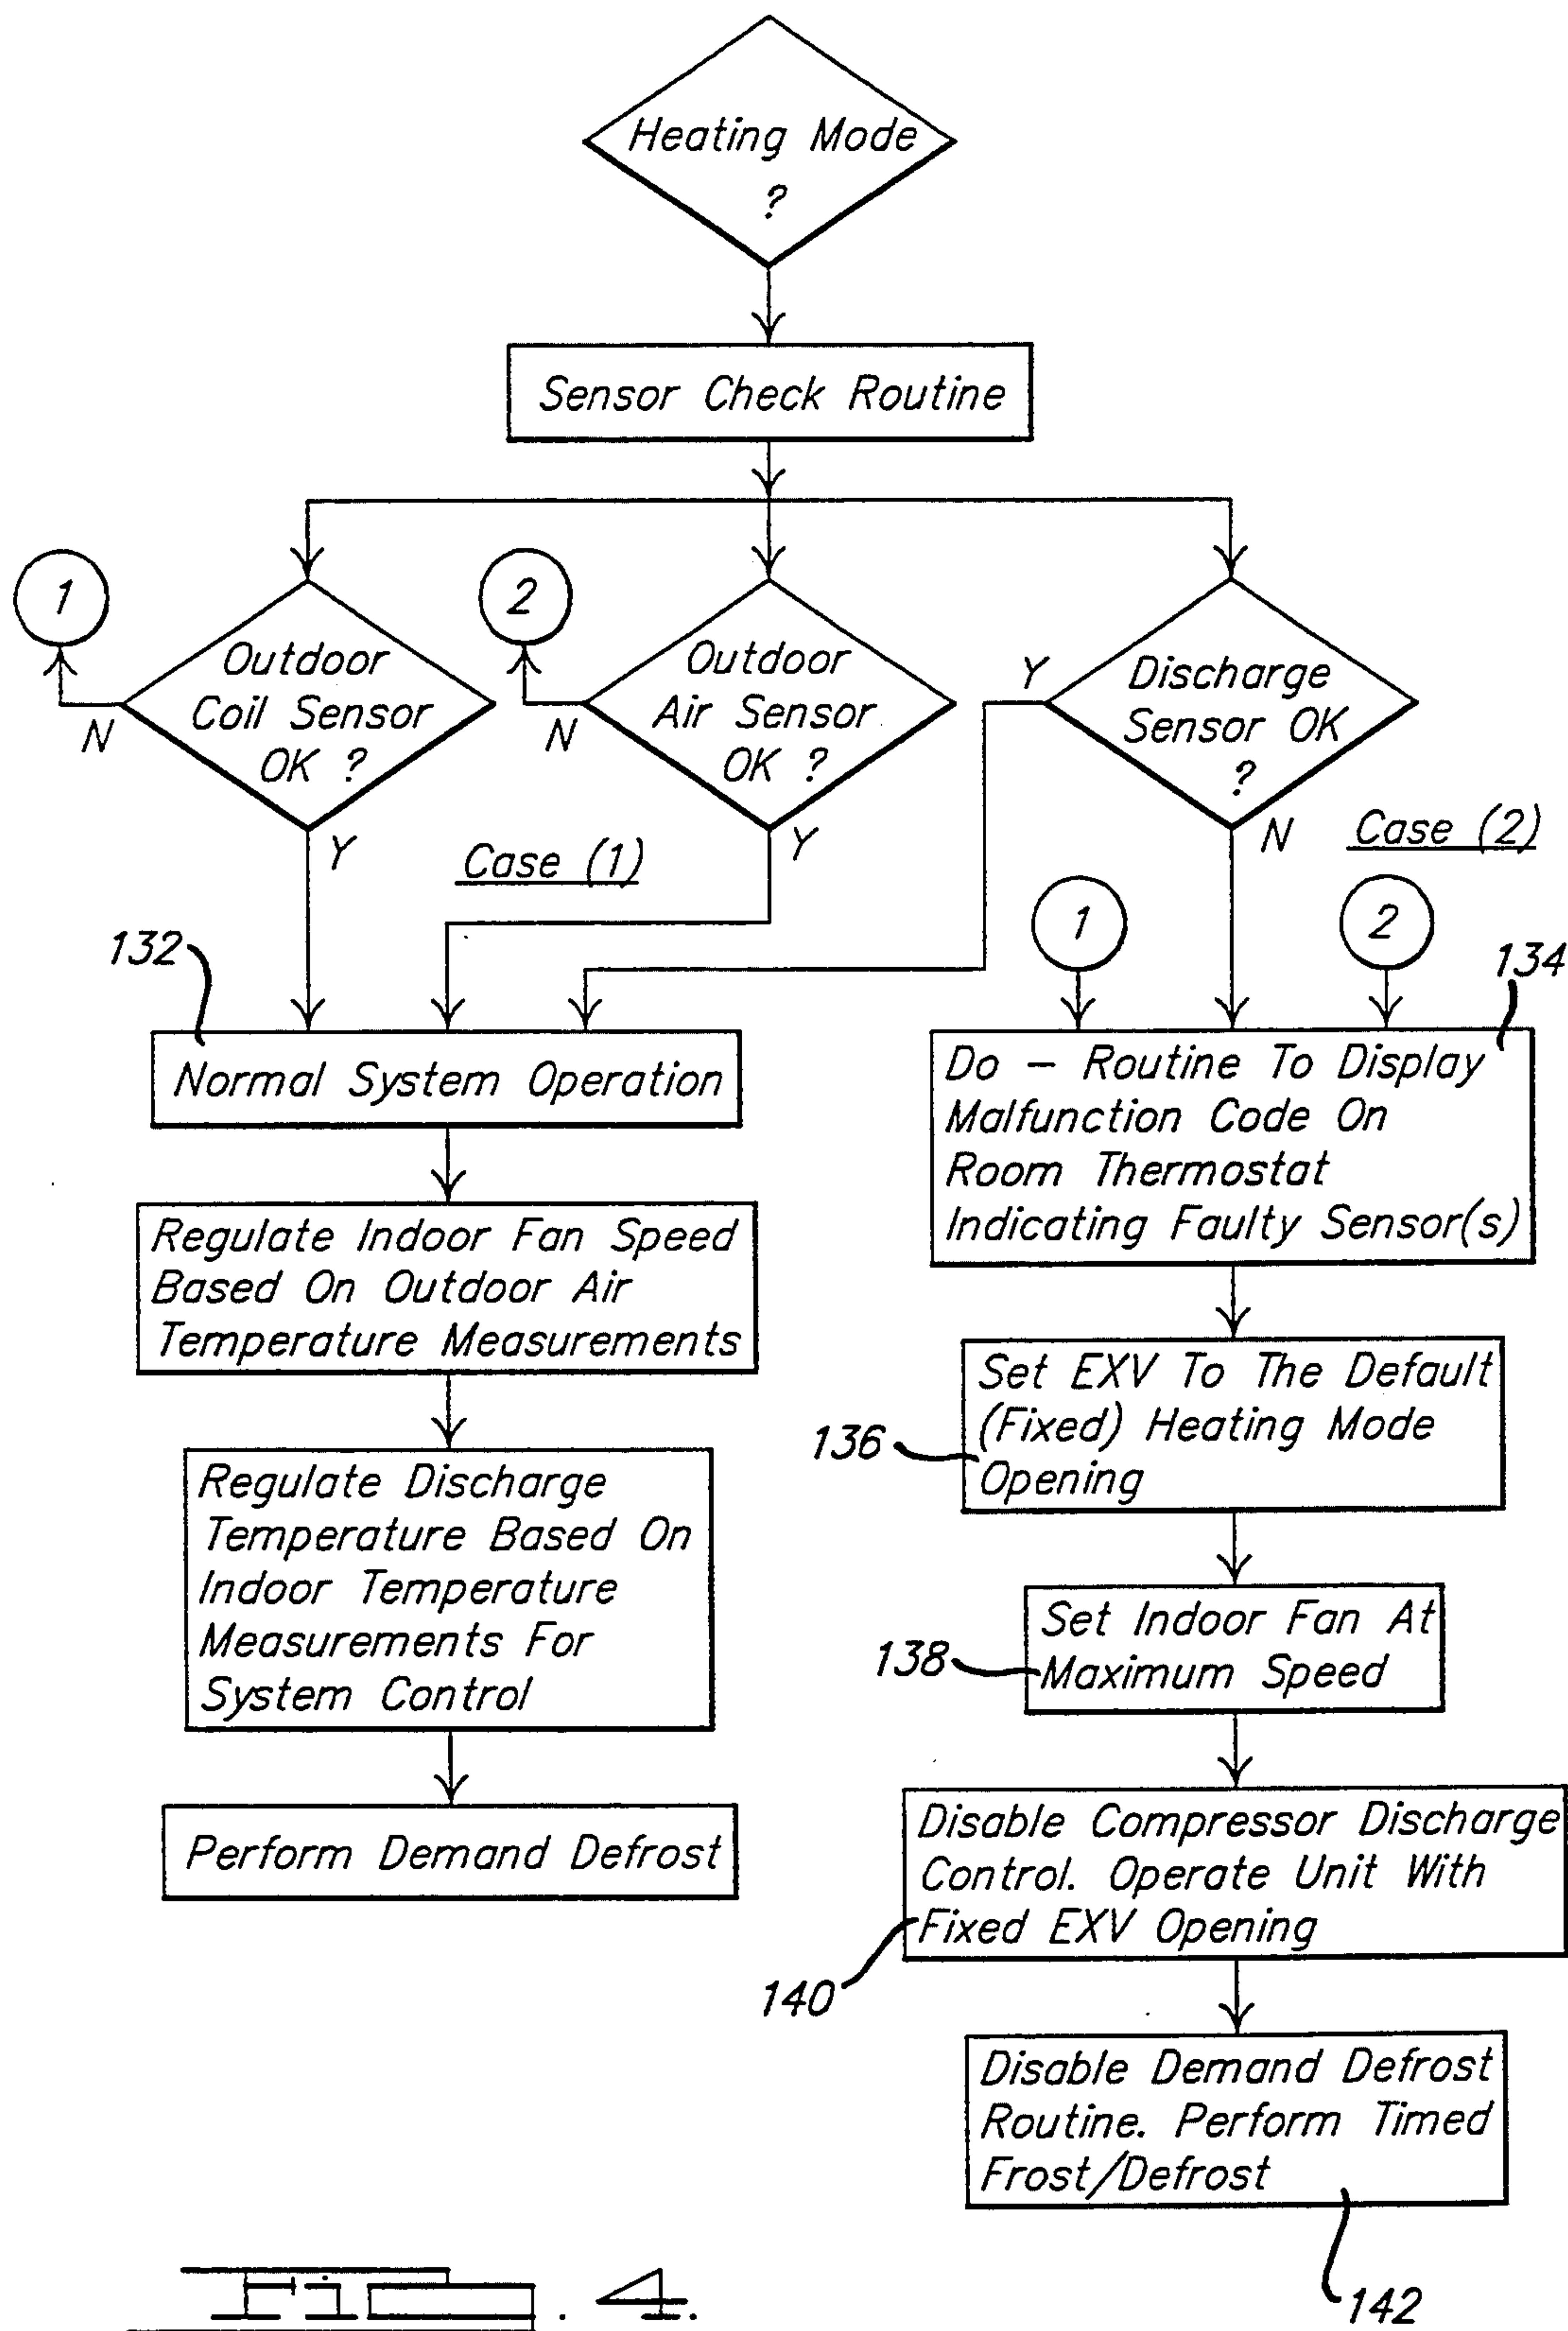 Heating Mode
?
Sensor Check Routine
1
2
Outdoor
Coil Sensor
OK ?
N
Y
Outdoor
Air Sensor
OK ?
N
Y
Y
Discharge
Sensor OK
?
N
Case (1)
Case (2)
1
2
132
134
Normal System Operation
Regulate Indoor Fan Speed
Based On Outdoor Air
Temperature Measurements
Regulate Discharge
Temperature Based On
Indoor Temperature
Measurements For
System Control
Perform Demand Defrost
Do - Routine To Display
Malfunction Code On
Room Thermostat
Indicating Faulty Sensor(s)
136
Set EXV To The Default
(Fixed) Heating Mode
Opening
138
Set Indoor Fan At
Maximum Speed
140
Disable Compressor Discharge
Control. Operate Unit With
Fixed EXV Opening
Disable Demand Defrost
Routine. Perform Timed
Frost/Defrost
142
Fig. 4.